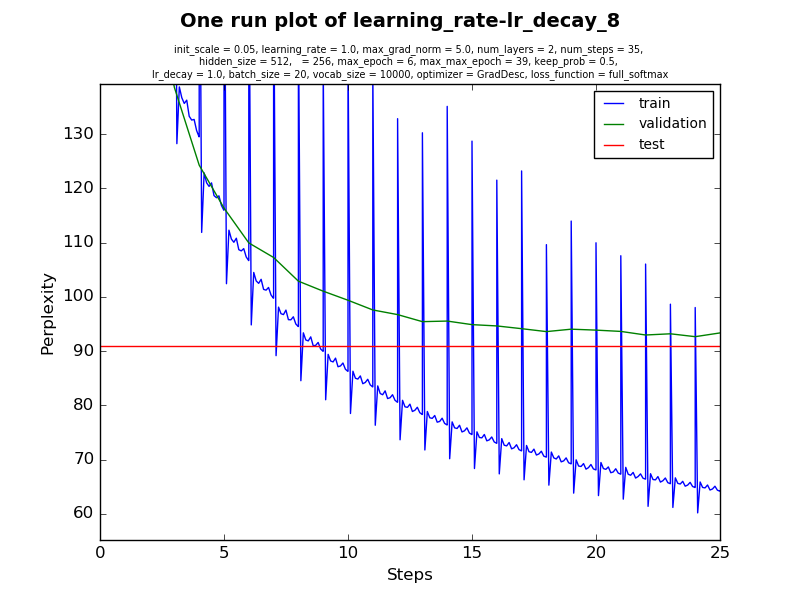 One run plot of learning_rate-lr_decay_8
init_scale = 0.05, learning_rate = 1.0, max_grad_norm = 5.0, num_layers = 2, num_steps = 35,
hidden_size = 512,   = 256, max_epoch = 6, max_max_epoch = 39, keep_prob = 0.5,
lr_decay = 1.0, batch_size = 20, vocab_size = 10000, optimizer = GradDesc, loss_function = full_softmax
train
validation
test
130
120
110
100
90
80
70
60
Perplexity
0 5 10 15 20 25
Steps